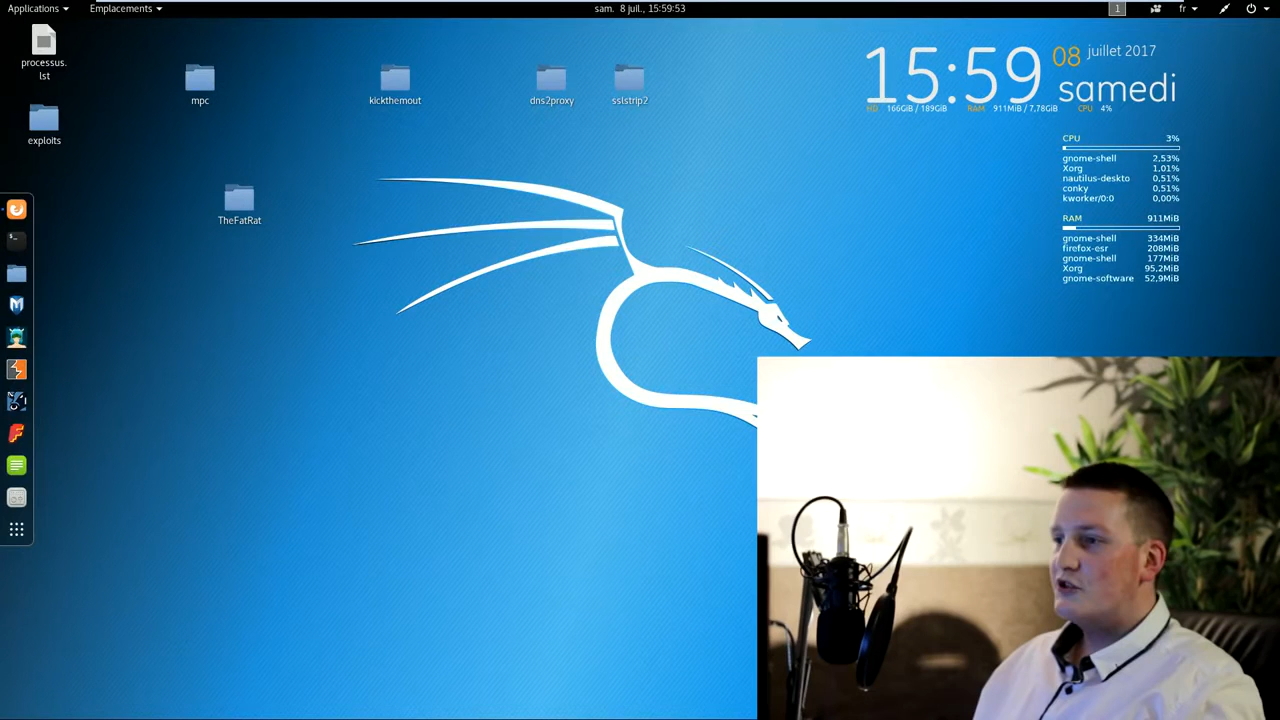 Applications
Emplacements
sam. 8 juil., 15:59:53
1
fr
processus.
lst
exploits
mpc
kickthemout
dns2proxy
sslstrip2
TheFatRat
15:59
08 juillet 2017
samedi
HD 166GiB / 189GiB RAM 911MiB / 7,78GiB CPU 4%
CPU 3%
gnome-shell 2,53%
Xorg 1,01%
nautilus-deskto 0,51%
conky 0,51%
kworker/0:0 0,00%
RAM 911MiB
gnome-shell 334MiB
firefox-esr 208MiB
gnome-shell 177MiB
Xorg 95,2MiB
gnome-software 52,9MiB